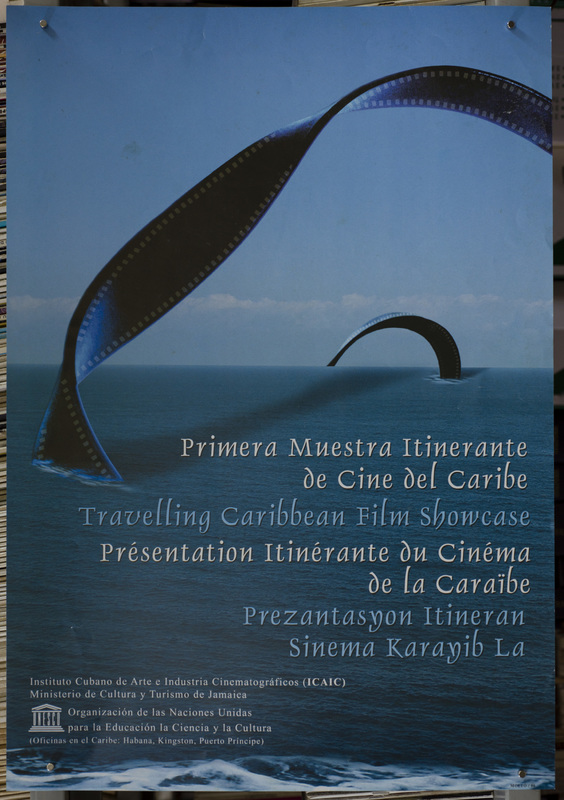 Primera Muestra Itinerante
de Cine del Caribe
Travelling Caribbean Film Showcase
Présentation Itinérante du Cinéma
de la Caraïbe
Prezantasyon Itineran
Sinema Karayib La
Instituto Cubano de Arte e Industria Cinematográficos (ICAIC)
Ministerio de Cultura y Turismo de Jamaica
Organización de las Naciones Unidas
para la Educación la Ciencia y la Cultura
(Oficinas en el Caribe: Habana, Kingston, Puerto Príncipe)